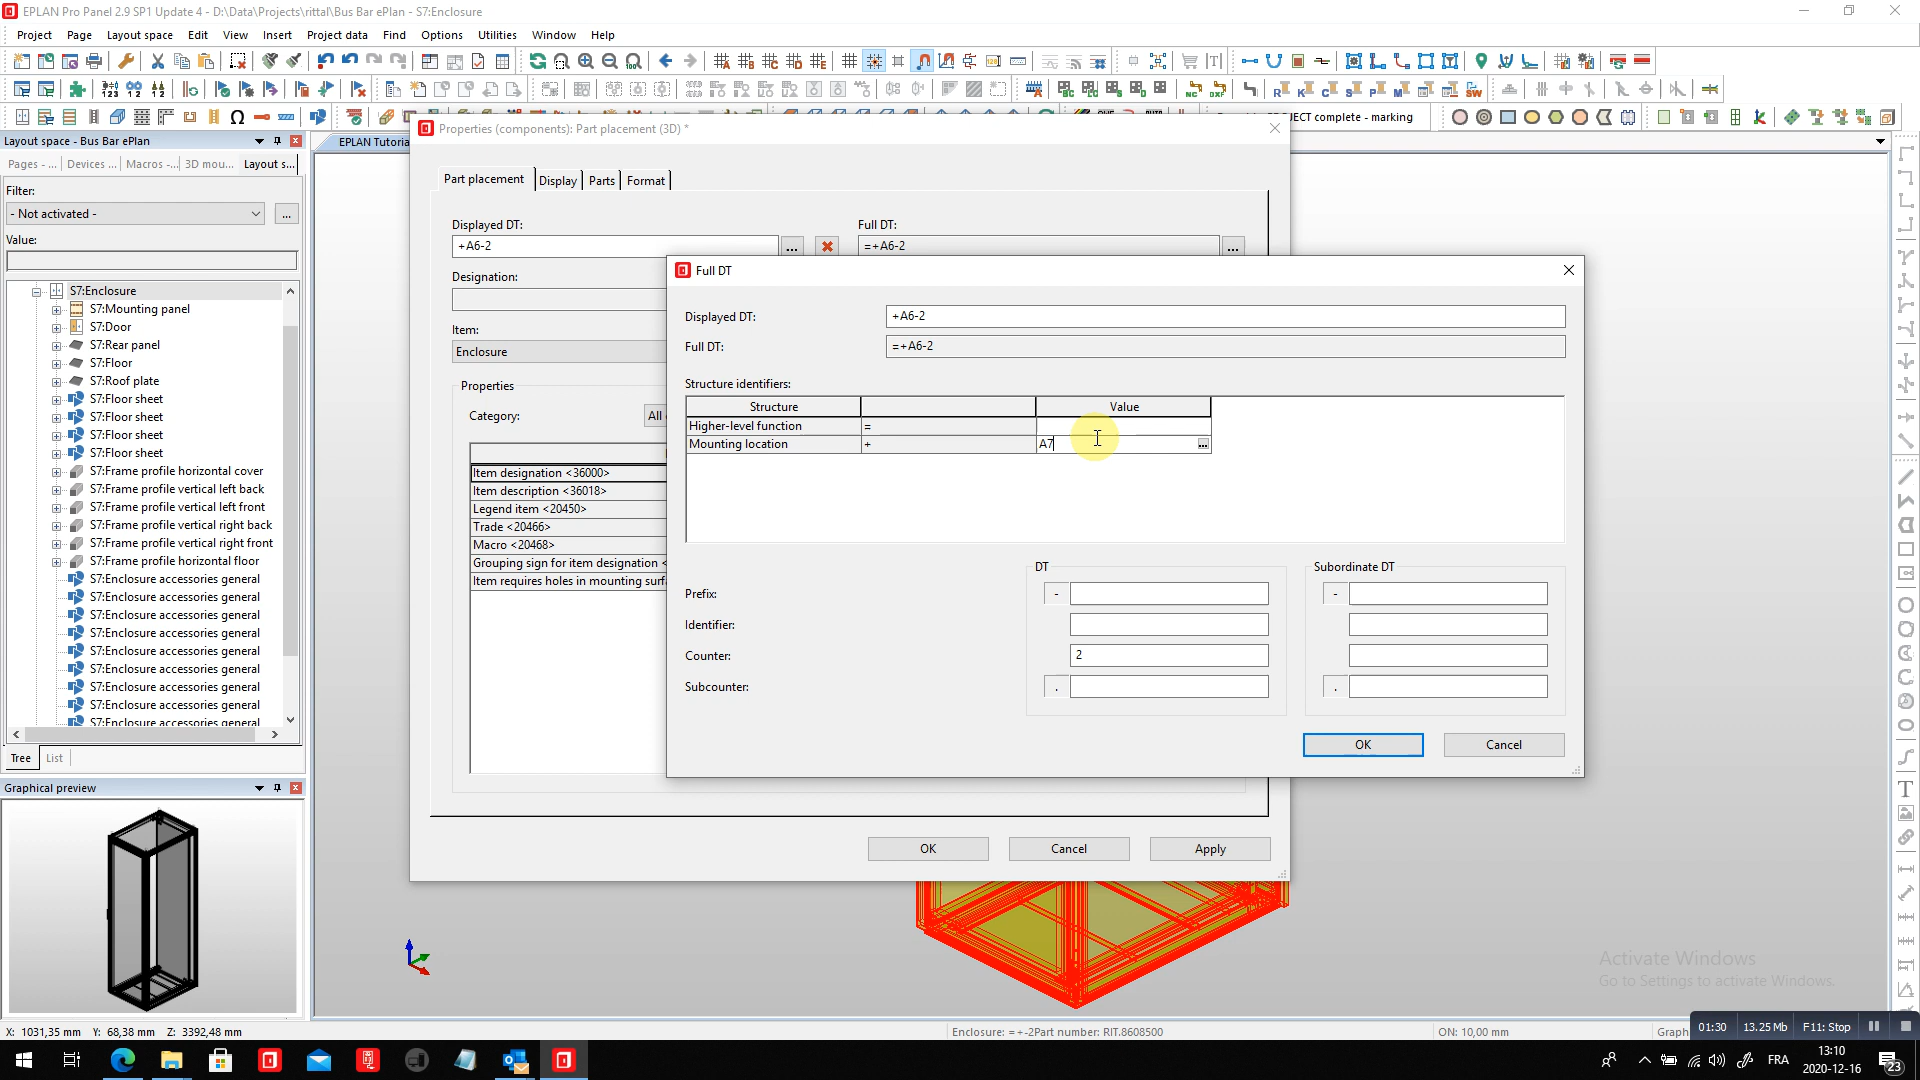 EPLAN Pro Panel 2.9 SP1 Update 4 - D:\Data\Projects\rittal\Bus Bar ePlan - S7:Enclosure
Project Page Layout space Edit View Insert Project data Find Options Utilities Window Help
JECT complete - marking
Layout space - Bus Bar ePlan
Pages - ... Devices ... Macros -... 3D mou... Layout s...
Filter:
- Not activated -
...
Value:
S7:Enclosure
S7:Mounting panel
S7:Door
S7:Rear panel
S7:Floor
S7:Roof plate
S7:Floor sheet
S7:Floor sheet
S7:Floor sheet
S7:Floor sheet
S7:Frame profile horizontal cover
S7:Frame profile vertical left back
S7:Frame profile vertical left front
S7:Frame profile vertical right back
S7:Frame profile vertical right front
S7:Frame profile horizontal floor
S7:Enclosure accessories general
S7:Enclosure accessories general
S7:Enclosure accessories general
S7:Enclosure accessories general
S7:Enclosure accessories general
S7:Enclosure accessories general
S7:Enclosure accessories general
S7:Enclosure accessories general
S7:Enclosure accessories general
Tree List
Graphical preview
EPLAN Tutoria
Properties (components): Part placement (3D) *
Part placement Display Parts Format
Displayed DT:
+A6-2
...
Full DT:
=+A6-2
...
Designation:
Item:
Enclosure
Properties
Category:
All
Item designation <36000>
Item description <36018>
Legend item <20450>
Trade <20466>
Macro <20468>
Grouping sign for item designation <
Item requires holes in mounting surf
OK Cancel Apply
Full DT
Displayed DT: +A6-2
Full DT: =+A6-2
Structure identifiers:
Structure Value
Higher-level function =
Mounting location + A7 ...
DT Subordinate DT
Prefix: - -
Identifier:
Counter: 2
Subcounter: . .
OK Cancel
Activate Windows
Go to Settings to activate Windows.
X: 1031,35 mm Y: 68,38 mm Z: 3392,48 mm
Enclosure: =+-2Part number: RIT.8608500
ON: 10,00 mm
Graph
01:30 13.25 Mb F11: Stop
FRA
13:10
2020-12-16
23